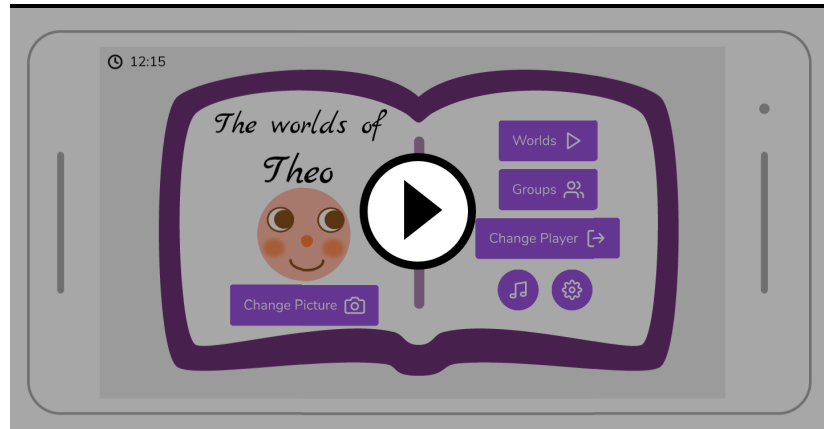 12:15
The worlds of
Theo
Change Picture
Worlds
Groups
Change Player